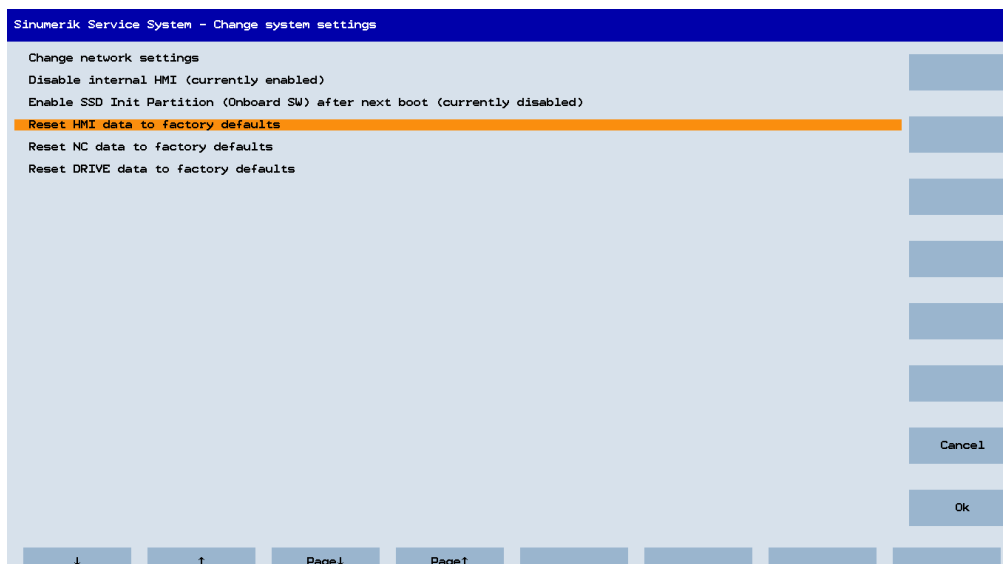 Sinumerik Service System - Change system settings
Change network settings
Disable internal HMI (currently enabled)
Enable SSD Init Partition (Onboard SW) after next boot (currently disabled)
Reset HMI data to factory defaults
Reset NC data to factory defaults
Reset DRIVE data to factory defaults
Cancel
Ok
↓ ↑ Page↓ Page↑